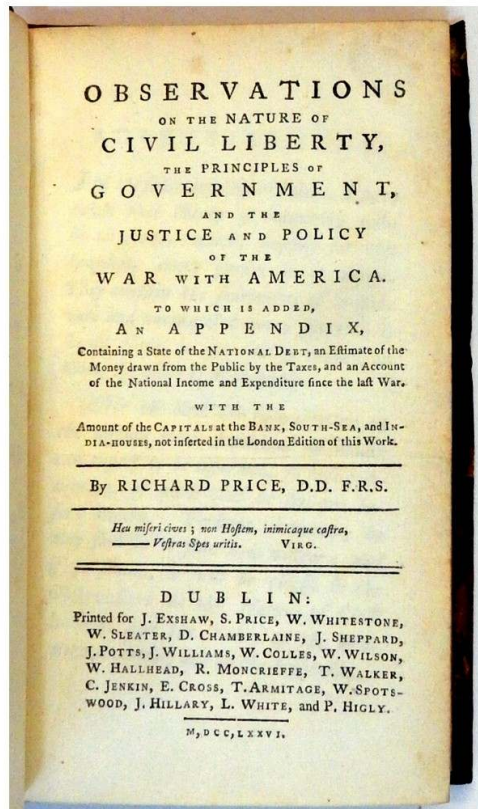 OBSERVATIONS
ON THE NATURE OF
CIVIL LIBERTY,
THE PRINCIPLES OF
GOVERNMENT,
AND THE
JUSTICE AND POLICY
OF THE
WAR WITH AMERICA.
TO WHICH IS ADDED,
AN APPENDIX,
Containing a State of the NATIONAL DEBT, an Eſtimate of the
Money drawn from the Public by the Taxes, and an Account
of the National Income and Expenditure ſince the laſt War.
WITH THE
Amount of the CAPITALS at the BANK, SOUTH-SEA, and IN-
DIA-HOUSES, not inſerted in the London Edition of this Work.
By RICHARD PRICE, D.D. F.R.S.
Heu miſeri cives ; non Hoſtem, inimicaque caſtra,
—— Veſtras Spes uritis. VIRG.
DUBLIN:
Printed for J. EXSHAW, S. PRICE, W. WHITESTONE,
W. SLEATER, D. CHAMBERLAINE, J. SHEPPARD,
J. POTTS, J. WILLIAMS, W. COLLES, W. WILSON,
W. HALLHEAD, R. MONCRIEFFE, T. WALKER,
C. JENKIN, E. CROSS, T. ARMITAGE, W. SPOTS-
WOOD, J. HILLARY, L. WHITE, and P. HIGLY.
M,DCC,LXXVI.